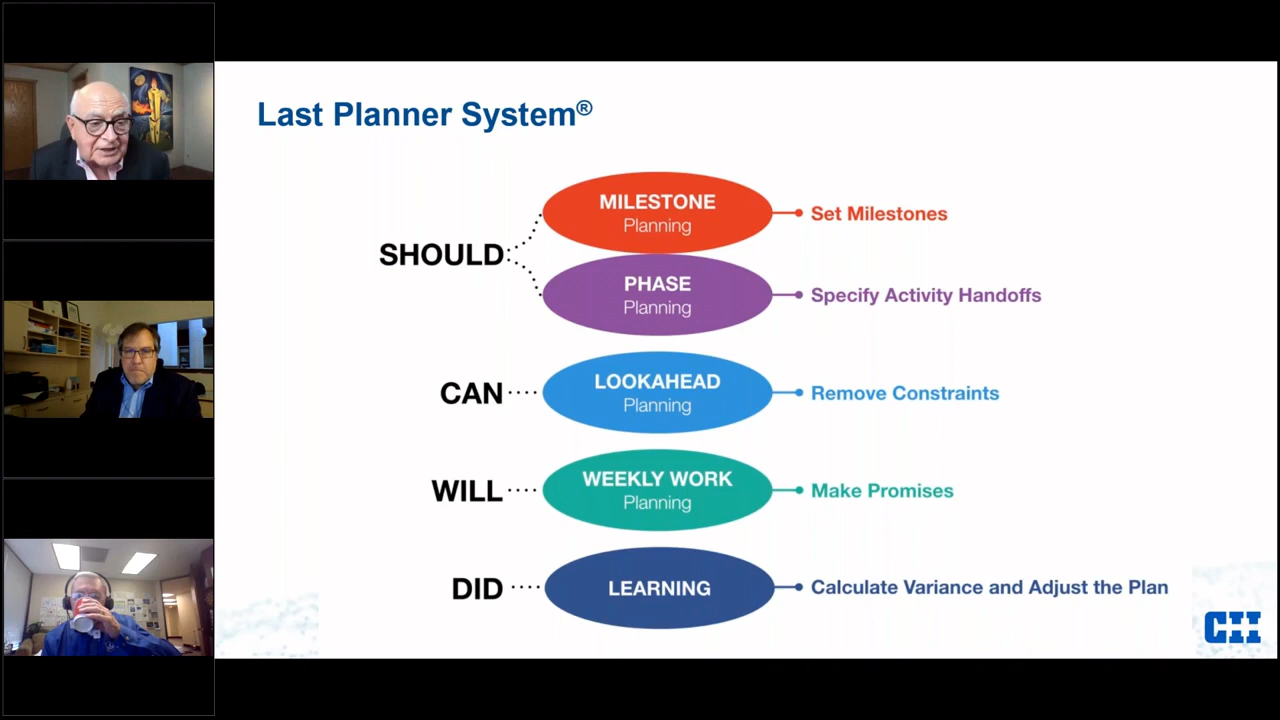 Last Planner System®
SHOULD
MILESTONE
Planning
Set Milestones
PHASE
Planning
Specify Activity Handoffs
CAN
LOOKAHEAD
Planning
Remove Constraints
WILL
WEEKLY WORK
Planning
Make Promises
DID
LEARNING
Calculate Variance and Adjust the Plan
CII